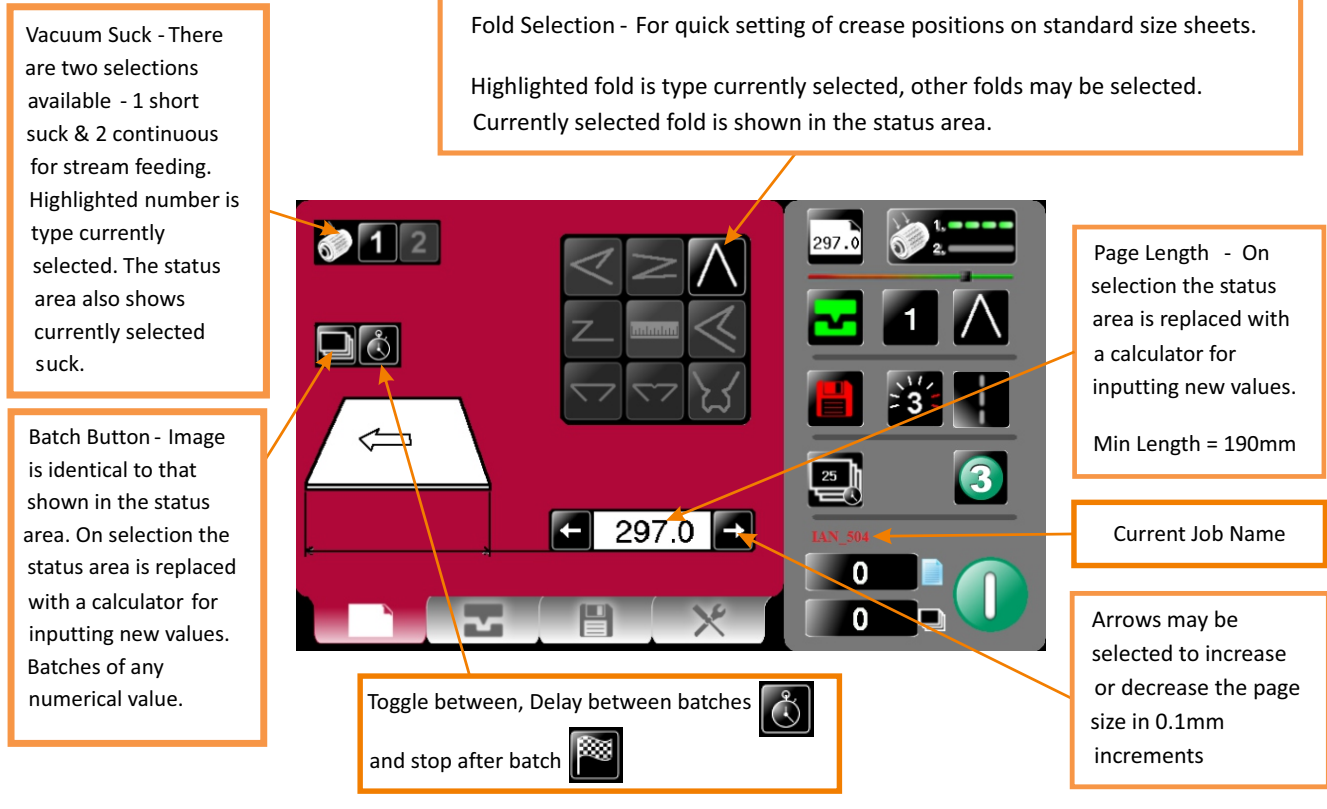 Vacuum Suck - There
are two selections
available - 1 short
suck & 2 continuous
for stream feeding.
Highlighted number is
type currently
selected. The status
area also shows
currently selected
suck.
Fold Selection - For quick setting of crease positions on standard size sheets.
Highlighted fold is type currently selected, other folds may be selected.
Currently selected fold is shown in the status area.
Batch Button - Image
is identical to that
shown in the status
area. On selection the
status area is replaced
with a calculator for
inputting new values.
Batches of any
numerical value.
1 2
297.0
297.0
1.
2.
1
3
25
3
IAN_504
0
0
Page Length - On
selection the status
area is replaced with
a calculator for
inputting new values.
Min Length = 190mm
Current Job Name
Arrows may be
selected to increase
or decrease the page
size in 0.1mm
increments
Toggle between, Delay between batches
and stop after batch